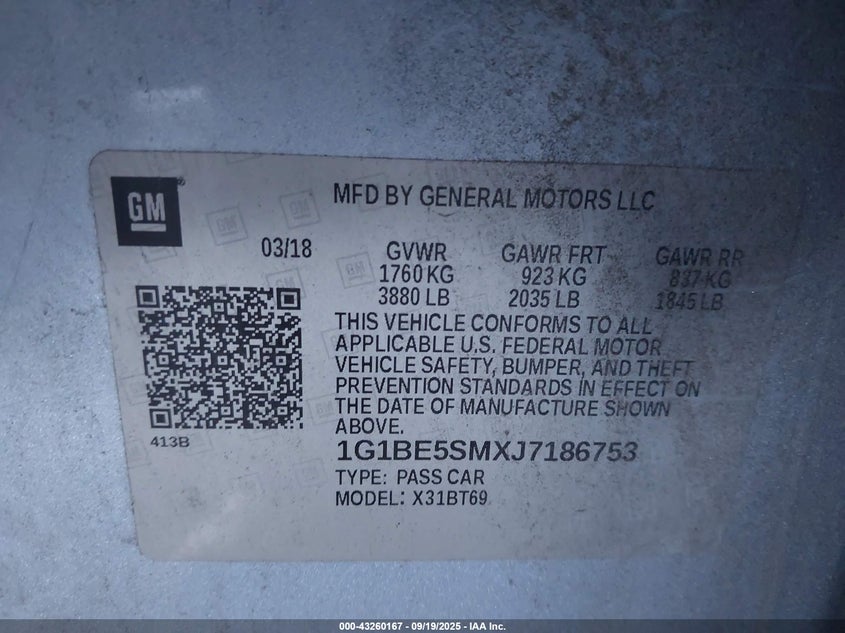 GM
MFD BY GENERAL MOTORS LLC
03/18 GVWR GAWR FRT GAWR RR
1760 KG 923 KG 837 KG
3880 LB 2035 LB 1845 LB
THIS VEHICLE CONFORMS TO ALL
APPLICABLE U.S. FEDERAL MOTOR
VEHICLE SAFETY, BUMPER, AND THEFT
PREVENTION STANDARDS IN EFFECT ON
THE DATE OF MANUFACTURE SHOWN
ABOVE.
413B
1G1BE5SMXJ7186753
TYPE: PASS CAR
MODEL: X31BT69
000-43260167 - 09/19/2025 - IAA Inc.